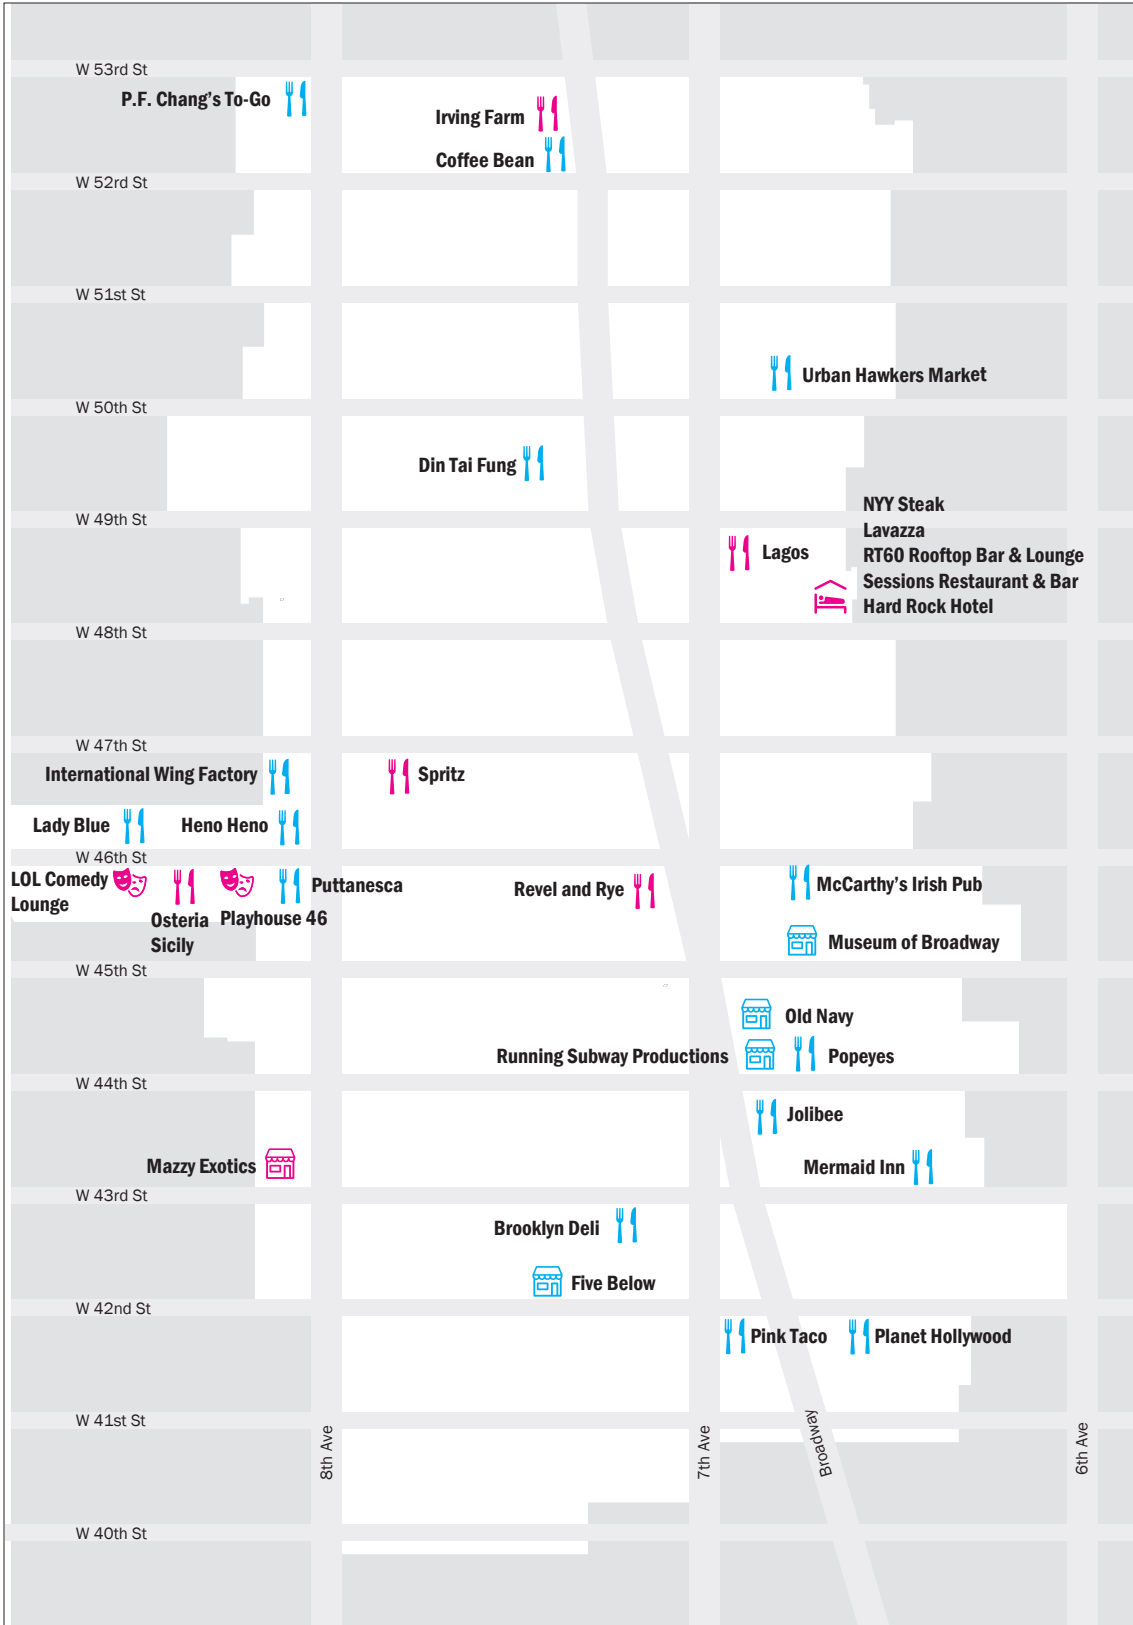 W 53rd St
P.F. Chang's To-Go
Irving Farm
Coffee Bean
W 52rd St
W 51st St
Urban Hawkers Market
W 50th St
Din Tai Fung
NYY Steak
W 49th St
Lavazza
Lagos
RT60 Rooftop Bar & Lounge
Sessions Restaurant & Bar
Hard Rock Hotel
W 48th St
W 47th St
International Wing Factory
Spritz
Lady Blue
Heno Heno
W 46th St
LOL Comedy
Lounge
Osteria
Sicily
Playhouse 46
Puttanesca
Revel and Rye
McCarthy's Irish Pub
Museum of Broadway
W 45th St
Old Navy
Running Subway Productions
Popeyes
W 44th St
Jolibee
Mazzy Exotics
Mermaid Inn
W 43rd St
Brooklyn Deli
Five Below
W 42nd St
Pink Taco
Planet Hollywood
W 41st St
8th Ave
7th Ave
Broadway
6th Ave
W 40th St